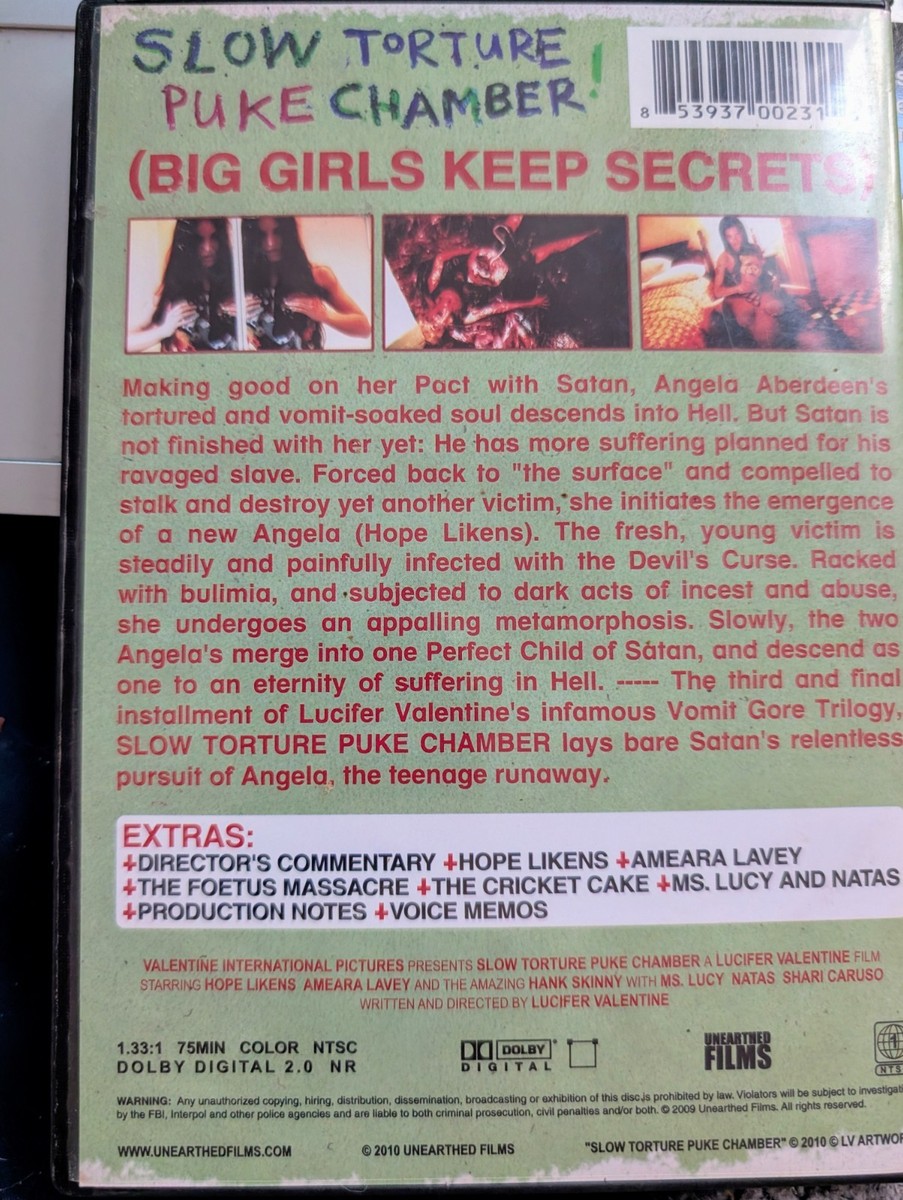 SLOW TORTURE
PUKE CHAMBER!
8 53937 00231
(BIG GIRLS KEEP SECRETS)
Making good on her Pact with Satan, Angela Aberdeen's
tortured and vomit-soaked soul descends into Hell. But Satan is
not finished with her yet: He has more suffering planned for his
ravaged slave. Forced back to "the surface" and compelled to
stalk and destroy yet another victim, she initiates the emergence
of a new Angela (Hope Likens). The fresh, young victim is
steadily and painfully infected with the Devil's Curse. Racked
with bulimia, and subjected to dark acts of incest and abuse,
she undergoes an appalling metamorphosis. Slowly, the two
Angela's merge into one Perfect Child of Satan, and descend as
one to an eternity of suffering in Hell. ----- The third and final
installment of Lucifer Valentine's infamous Vomit Gore Trilogy,
SLOW TORTURE PUKE CHAMBER lays bare Satan's relentless
pursuit of Angela, the teenage runaway.
EXTRAS:
+DIRECTOR'S COMMENTARY +HOPE LIKENS +AMEARA LAVEY
+THE FOETUS MASSACRE +THE CRICKET CAKE +MS. LUCY AND NATAS
+PRODUCTION NOTES +VOICE MEMOS
VALENTINE INTERNATIONAL PICTURES PRESENTS SLOW TORTURE PUKE CHAMBER A LUCIFER VALENTINE FILM
STARRING HOPE LIKENS AMEARA LAVEY AND THE AMAZING HANK SKINNY WITH MS. LUCY NATAS SHARI CARUSO
WRITTEN AND DIRECTED BY LUCIFER VALENTINE
1.33:1 75MIN COLOR NTSC
DOLBY DIGITAL 2.0 NR
DOLBY
DIGITAL
UNEARTHED
FILMS
1
NTS
WARNING: Any unauthorized copying, hiring, distribution, dissemination, broadcasting or exhibition of this disc.is prohibited by law. Violators will be subject to investigati
by the FBI, Interpol and other police agencies and are liable to both criminal prosecution, civil penalties and/or both. © 2009 Unearthed Films. All rights reserved.
WWW.UNEARTHEDFILMS.COM © 2010 UNEARTHED FILMS "SLOW TORTURE PUKE CHAMBER" © 2010 © LV ARTWOR